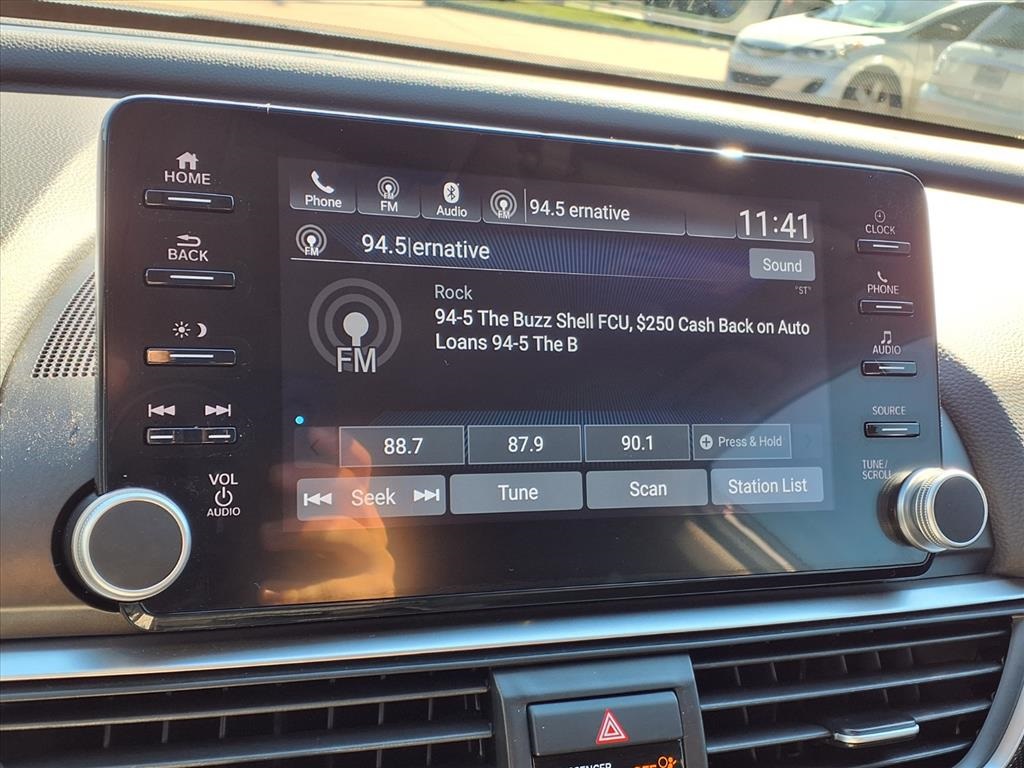 HOME
BACK
VOL
AUDIO
Phone
FM
Audio
FM
94.5 ernative
11:41
FM
94.5|ernative
Sound
"ST"
FM
Rock
94-5 The Buzz Shell FCU, $250 Cash Back on Auto
Loans 94-5 The B
88.7
87.9
90.1
Press & Hold
Seek
Tune
Scan
Station List
CLOCK
PHONE
AUDIO
SOURCE
TUNE/
SCROLL
PASSENGER
OFF